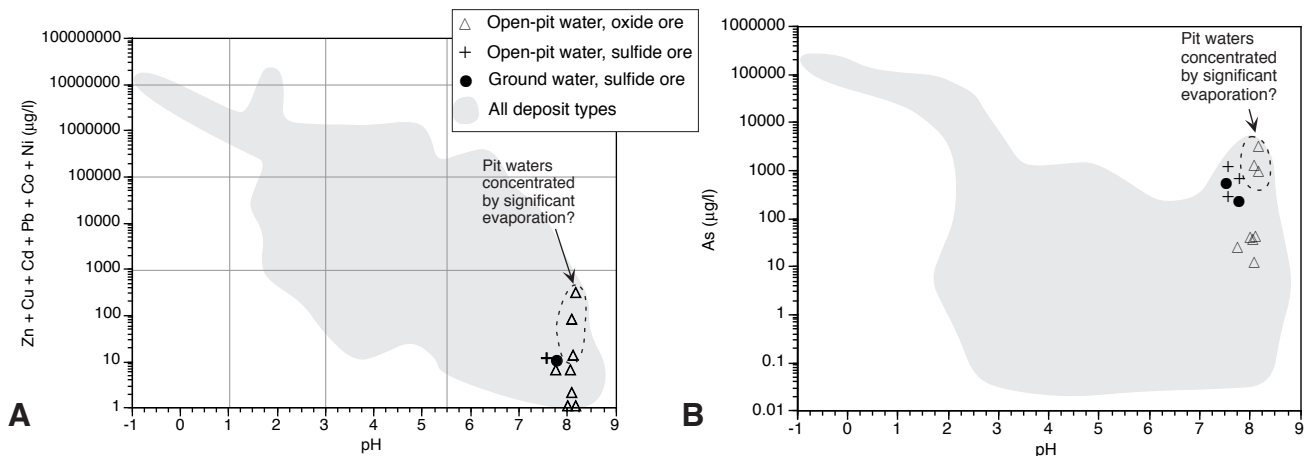 100000000
10000000
1000000
100000
10000
1000
100
10
1
Zn + Cu + Cd + Pb + Co + Ni (µg/l)
-1 0 1 2 3 4 5 6 7 8 9
pH
A
Pit waters
concentrated
by significant
evaporation?
Open-pit water, oxide ore
Open-pit water, sulfide ore
Ground water, sulfide ore
All deposit types
1000000
100000
10000
1000
100
10
1
0.1
0.01
As (µg/l)
-1 0 1 2 3 4 5 6 7 8 9
pH
B
Pit waters
concentrated
by significant
evaporation?